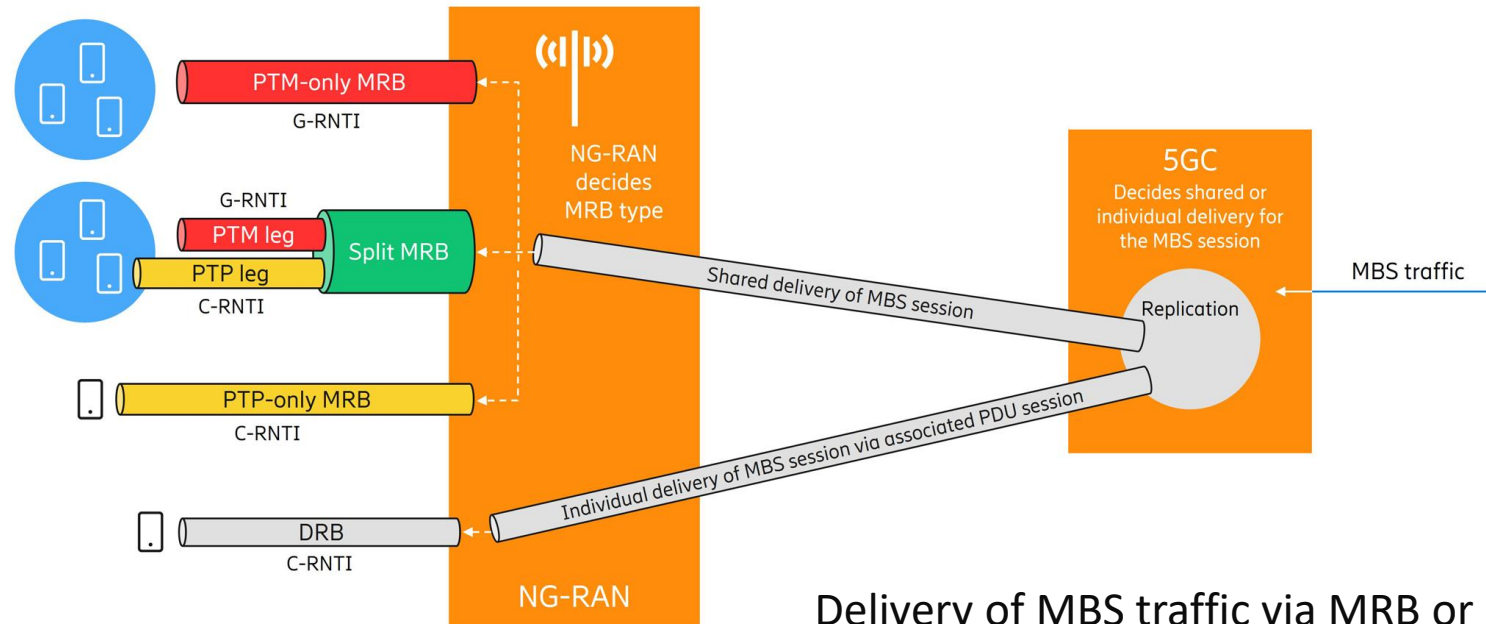 PTM-only MRB
G-RNTI
NG-RAN
decides
MRB type
G-RNTI
PTM leg
PTP leg
Split MRB
C-RNTI
PTP-only MRB
C-RNTI
DRB
C-RNTI
NG-RAN
Shared delivery of MBS session
Individual delivery of MBS session via associated PDU session
5GC
Decides shared or
individual delivery for
the MBS session
Replication
MBS traffic
Delivery of MBS traffic via MRB or